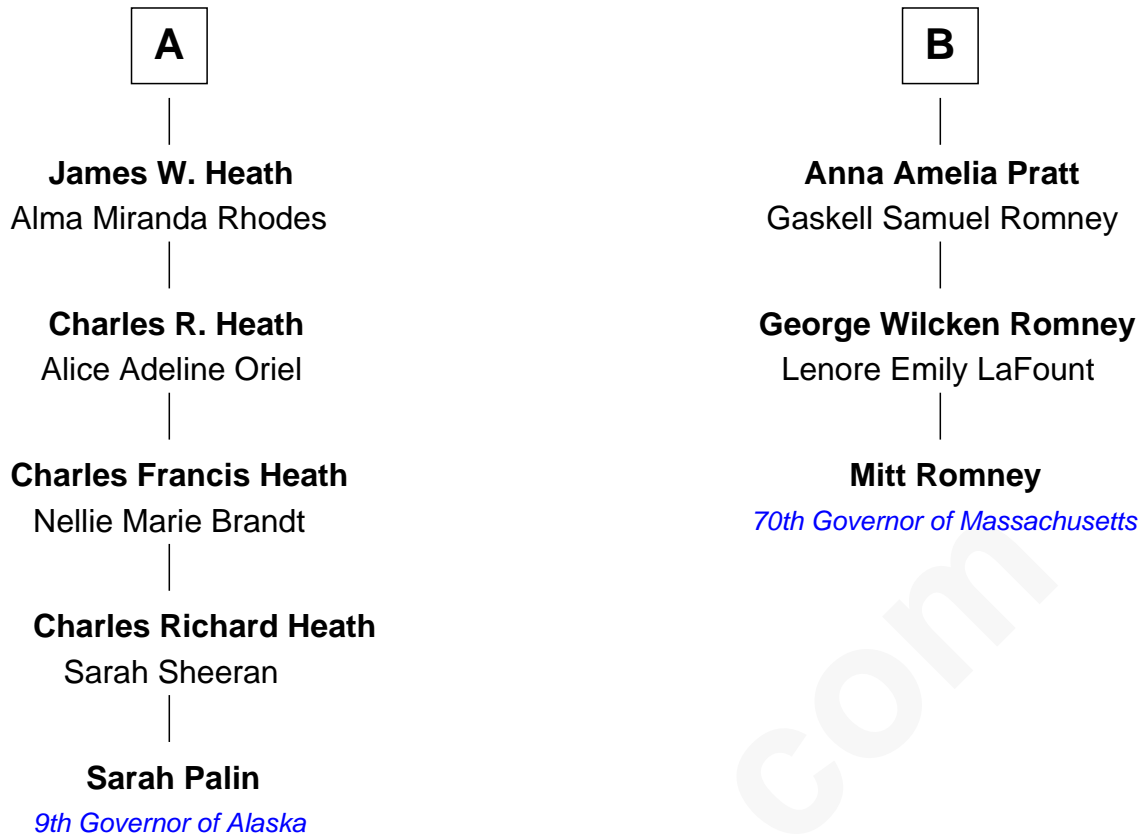 A
James W. Heath
Alma Miranda Rhodes
Charles R. Heath
Alice Adeline Oriel
Charles Francis Heath
Nellie Marie Brandt
Charles Richard Heath
Sarah Sheeran
Sarah Palin
9th Governor of Alaska
B
Anna Amelia Pratt
Gaskell Samuel Romney
George Wilcken Romney
Lenore Emily LaFount
Mitt Romney
70th Governor of Massachusetts
com